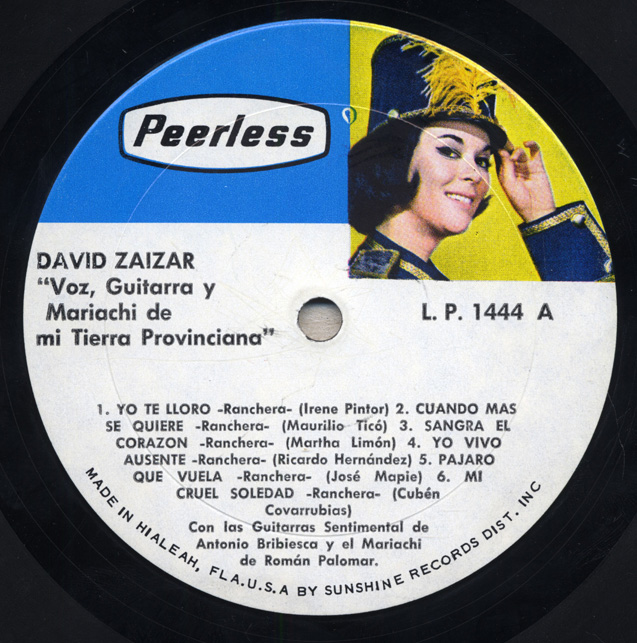 Peerless
DAVID ZAIZAR
"Voz, Guitarra y
Mariachi de
mi Tierra Provinciana"
L. P. 1444 A
1. YO TE LLORO -Ranchera- (Irene Pintor) 2. CUANDO MAS
SE QUIERE -Ranchera- (Maurilio Ticó) 3. SANGRA EL
CORAZON -Ranchera- (Martha Limón) 4. YO VIVO
AUSENTE -Ranchera- (Ricardo Hernández) 5. PAJARO
QUE VUELA -Ranchera- (José Mapie) 6. MI
CRUEL SOLEDAD -Ranchera- (Cubén
Covarrubias)
Con las Guitarras Sentimental de
Antonio Bribiesca y el Mariachi
de Román Palomar.
MADE IN HIALEAH, FLA.U.S.A BY SUNSHINE RECORDS DIST. INC